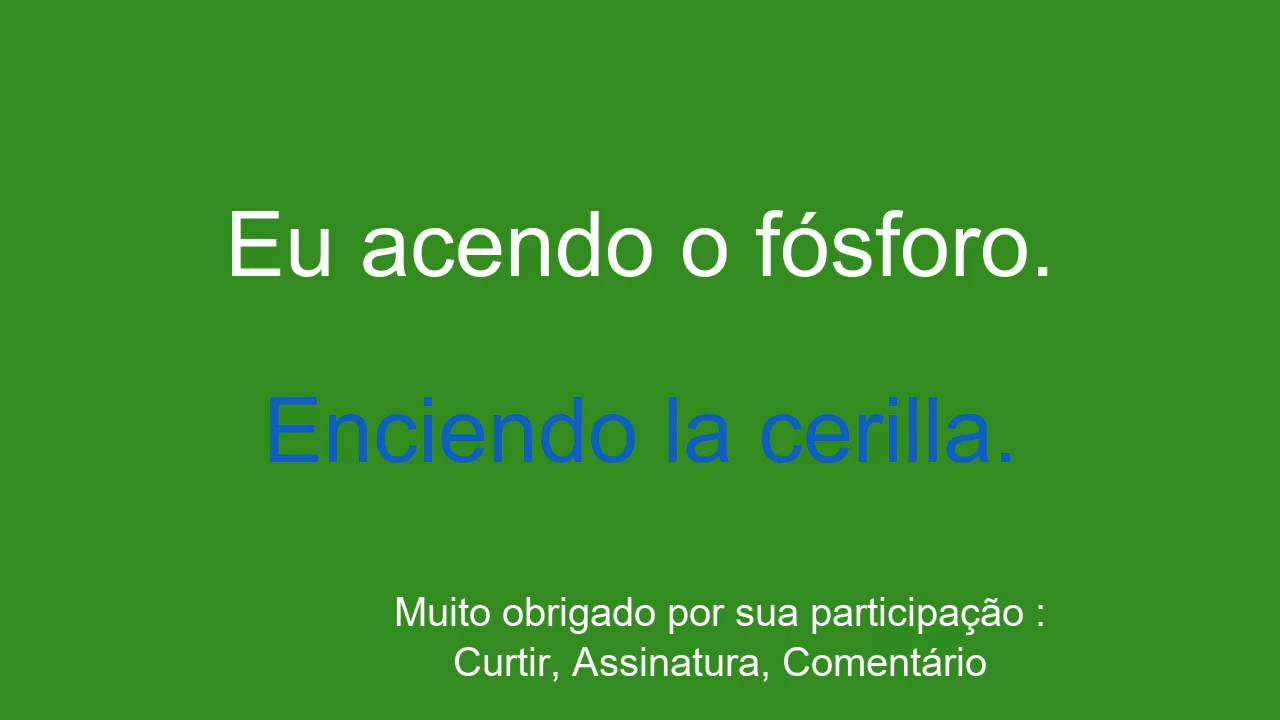 Eu acendo o fósforo.
Enciendo la cerilla.
Muito obrigado por sua participação :
Curtir, Assinatura, Comentário